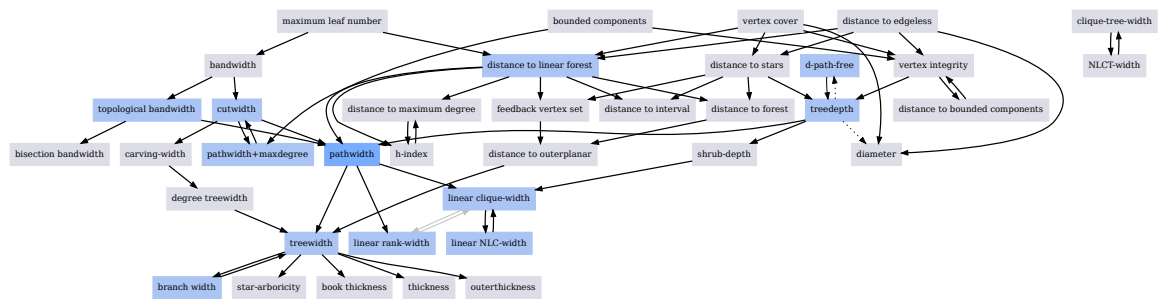 maximum leaf number
bounded components
vertex cover
distance to edgeless
clique-tree-width
bandwidth
distance to linear forest
distance to stars
d-path-free
vertex integrity
NLCT-width
topological bandwidth
cutwidth
distance to maximum degree
feedback vertex set
distance to interval
distance to forest
treedepth
distance to bounded components
bisection bandwidth
carving-width
pathwidth+maxdegree
pathwidth
h-index
distance to outerplanar
shrub-depth
diameter
degree treewidth
linear clique-width
treewidth
linear rank-width
linear NLC-width
branch width
star-arboricity
book thickness
thickness
outerthickness